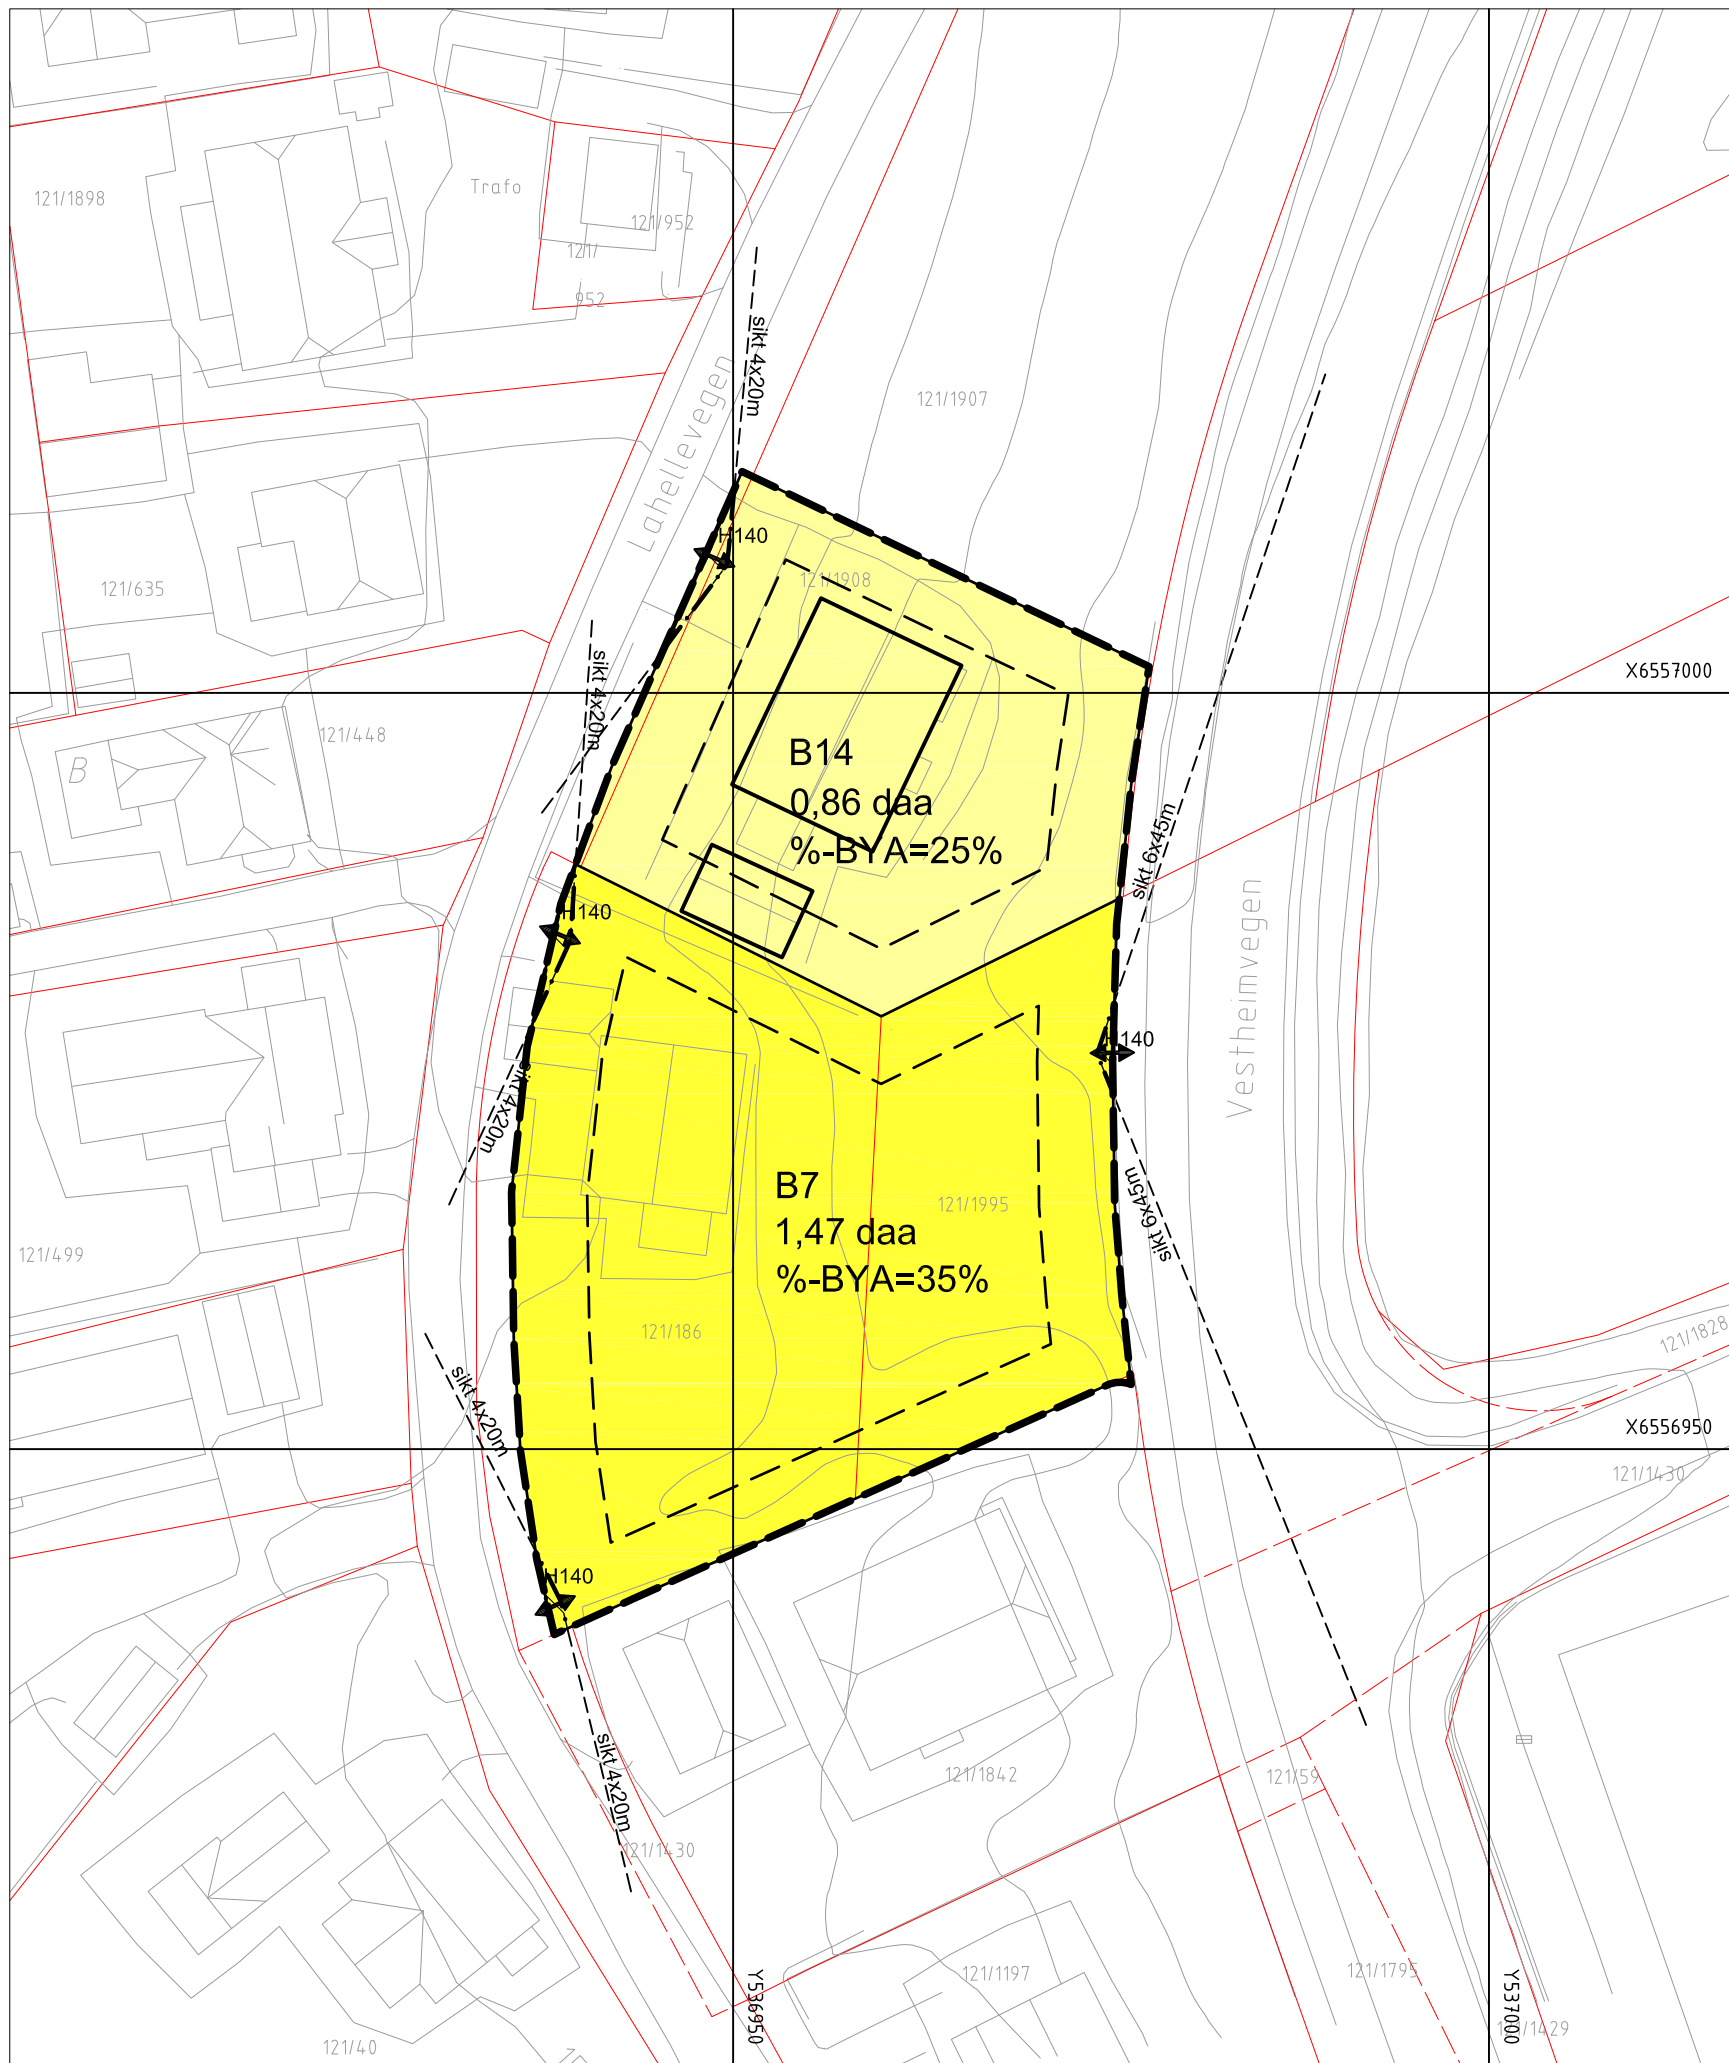 121/1898
Trafo
121/952
121/
952
sikt 4x20m
Lahellevegen
121/1907
H140
121/635
121/1908
sikt 4x20m
X6557000
121/448
B
B14
0,86 daa
%-BYA=25%
sikt 6x45m
H140
Vestheimvegen
H140
sikt 4x20m
B7
1,47 daa
%-BYA=35%
121/1995
sikt 6x45m
121/499
121/186
121/1828
sikt 4x20m
X6556950
121/1430
H140
sikt 4x20m
121/1842
121/59
121/1430
121/1197
121/1795
Y536950
Y537000
121/1429
121/40